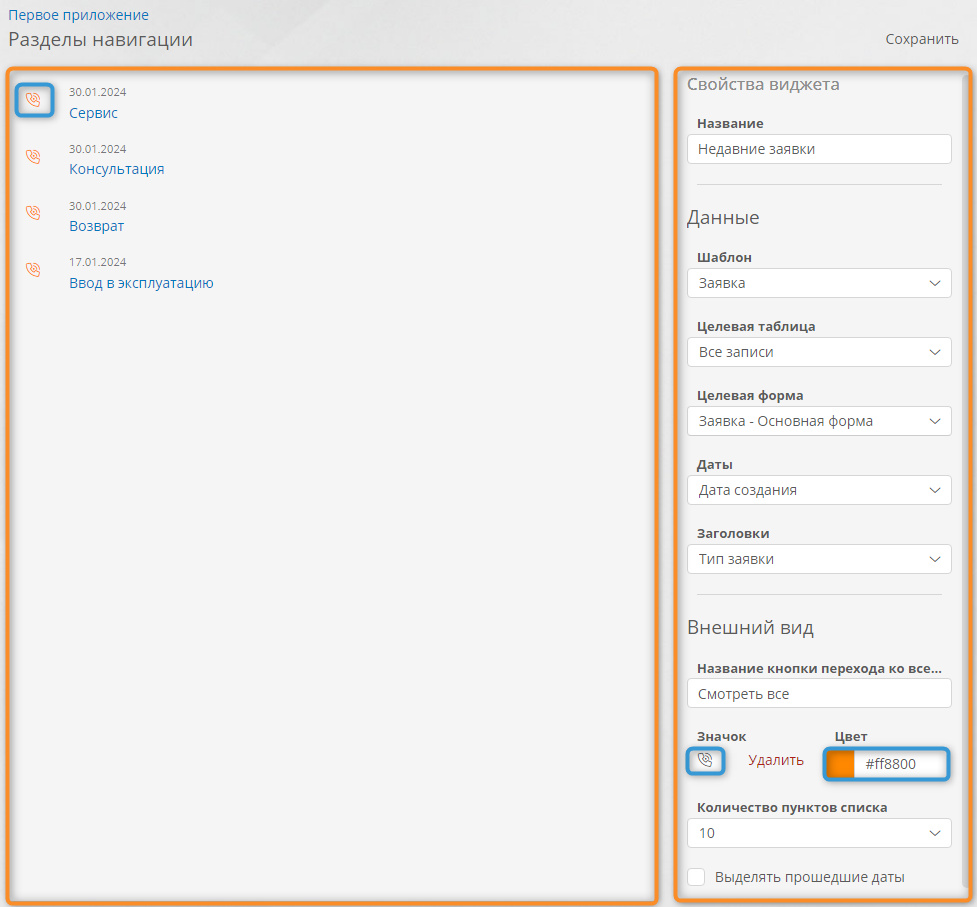 Первое приложение
Разделы навигации
Сохранить
30.01.2024
Сервис
30.01.2024
Консультация
30.01.2024
Возврат
17.01.2024
Ввод в эксплуатацию
Свойства виджета
Название
Недавние заявки
Данные
Шаблон
Заявка
Целевая таблица
Все записи
Целевая форма
Заявка - Основная форма
Даты
Дата создания
Заголовки
Тип заявки
Внешний вид
Название кнопки перехода ко все...
Смотреть все
Значок Цвет
Удалить #ff8800
Количество пунктов списка
10
Выделять прошедшие даты